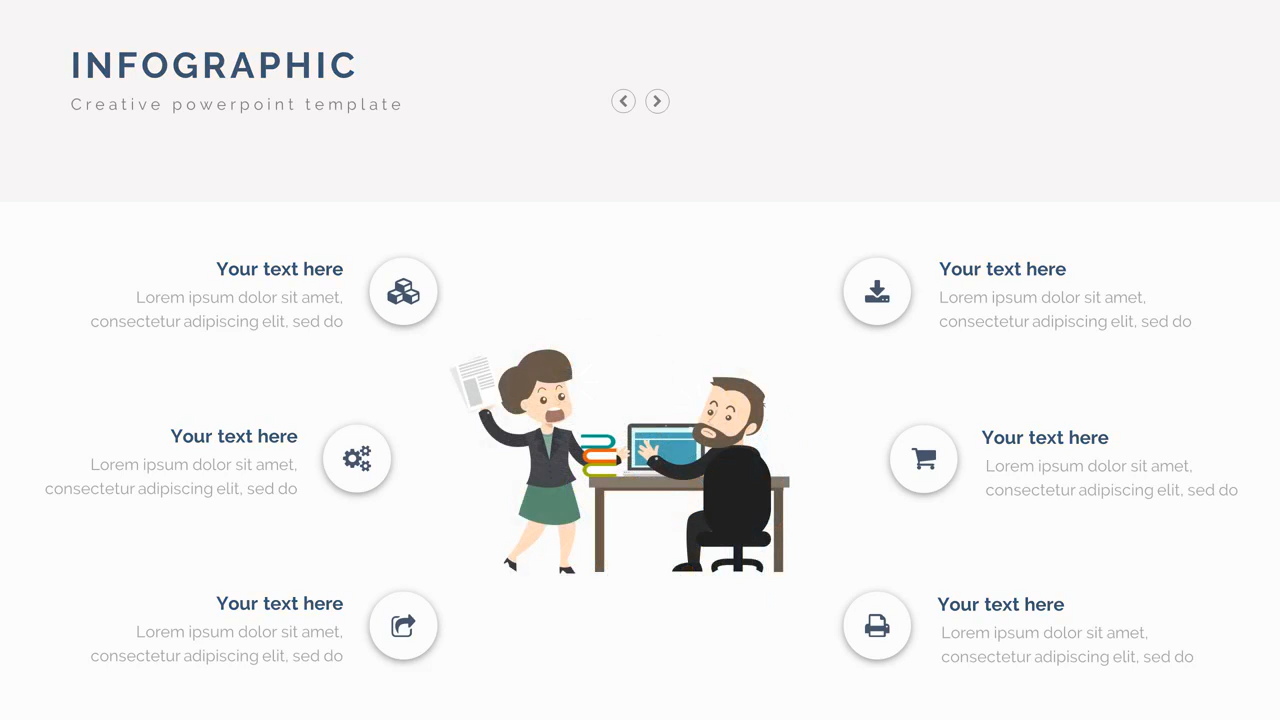 INFOGRAPHIC
Creative powerpoint template
Your text here
Lorem ipsum dolor sit amet,
consectetur adipiscing elit, sed do
Your text here
Lorem ipsum dolor sit amet,
consectetur adipiscing elit, sed do
Your text here
Lorem ipsum dolor sit amet,
consectetur adipiscing elit, sed do
Your text here
Lorem ipsum dolor sit amet,
consectetur adipiscing elit, sed do
Your text here
Lorem ipsum dolor sit amet,
consectetur adipiscing elit, sed do
Your text here
Lorem ipsum dolor sit amet,
consectetur adipiscing elit, sed do